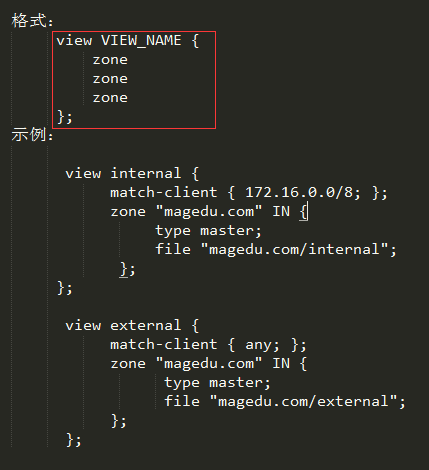 格式：
view VIEW_NAME {
zone
zone
zone
};
示例：
view internal {
match-client { 172.16.0.0/8; };
zone "magedu.com" IN {
type master;
file "magedu.com/internal";
};
};
view external {
match-client { any; };
zone "magedu.com" IN {
type master;
file "magedu.com/external";
};
};